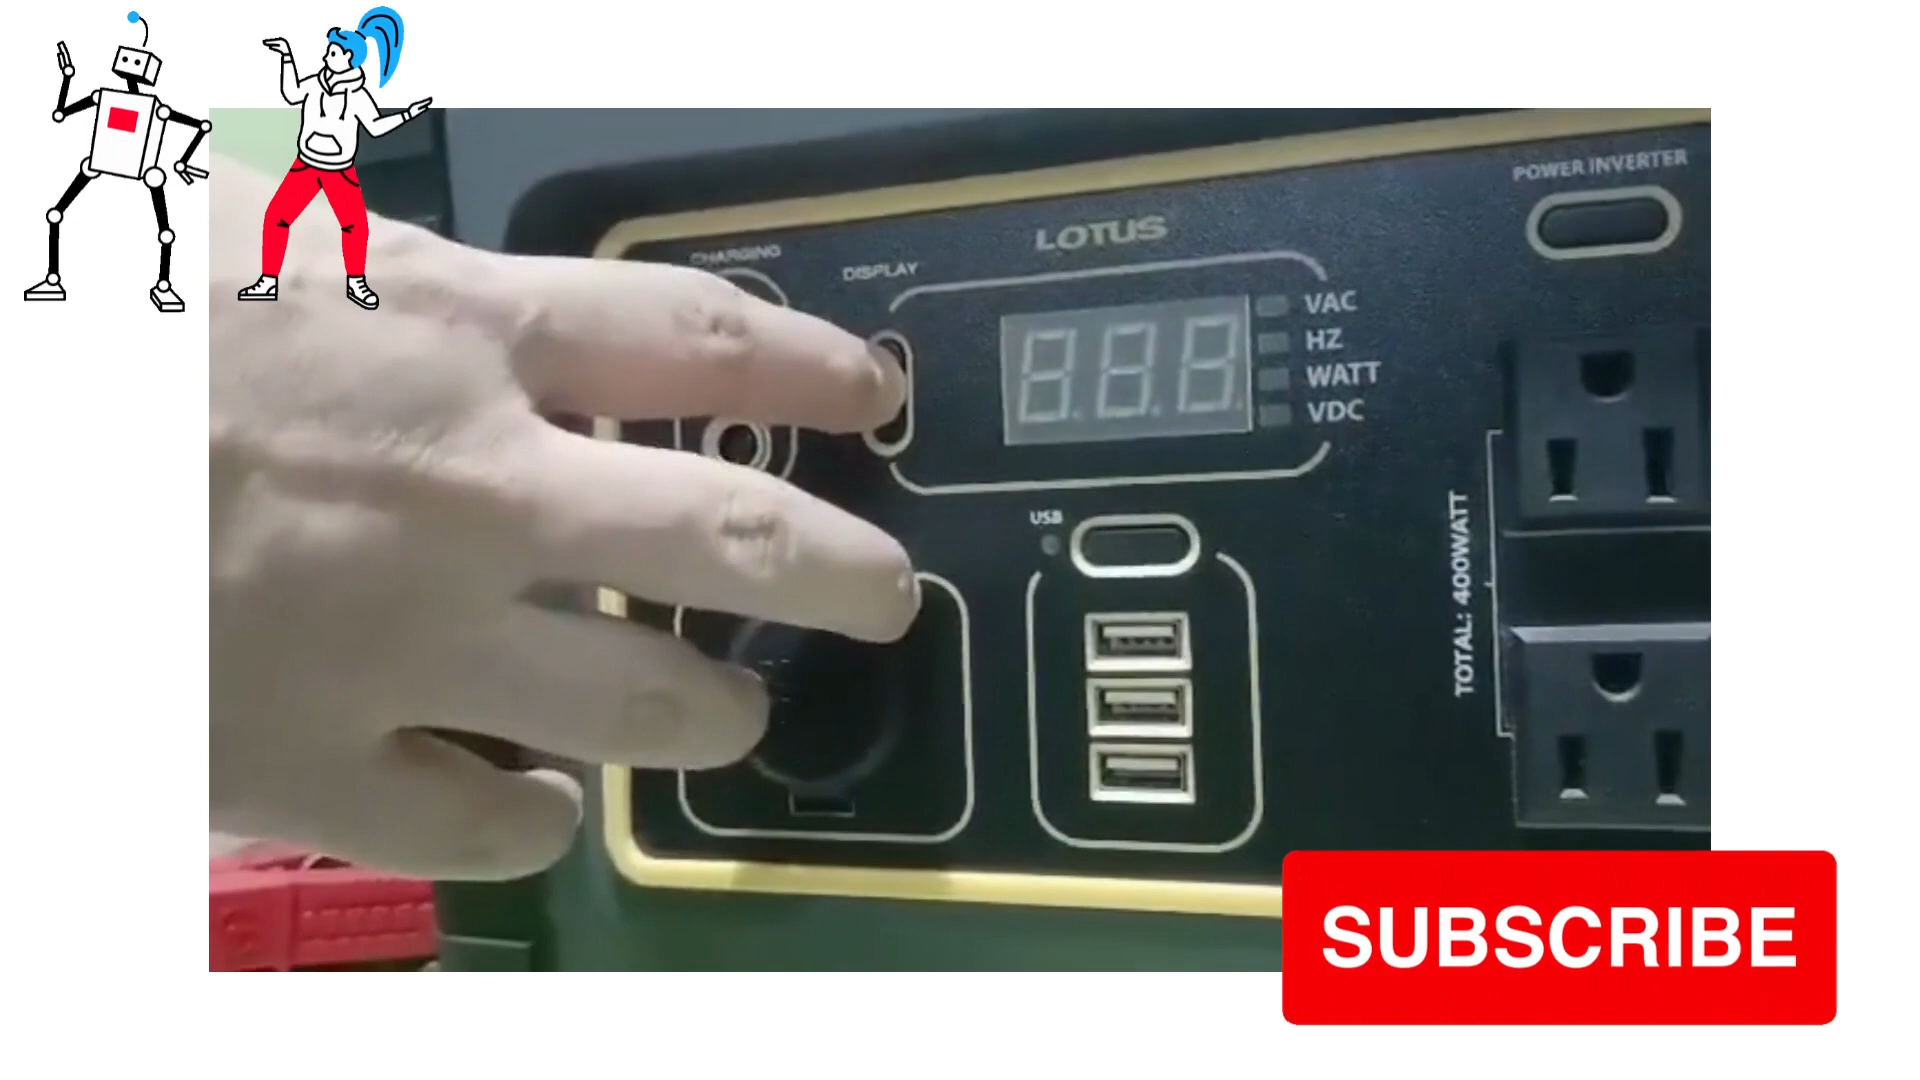 POWER INVERTER
LOTUS
CHARGING
DISPLAY
VAC
HZ
WATT
VDC
USB
TOTAL: 400WATT
SUBSCRIBE